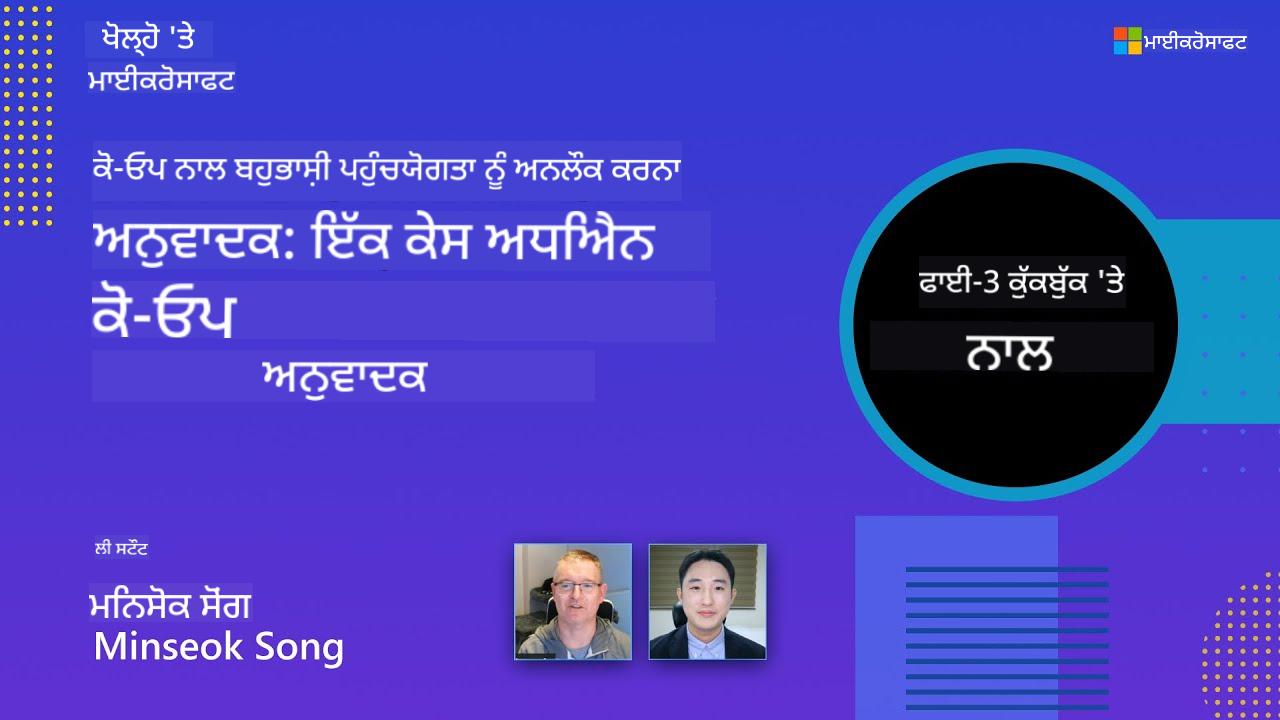 ਖੋਲ੍ਹੋ 'ਤੇ
ਮਾਈਕਰੋਸਾਫਟ
ਮਾਈਕਰੋਸਾਫਟ
ਕੋ-ਓਪ ਨਾਲ ਬਹੁਭਾਸ਼ੀ ਪਹੁੰਚਯੋਗਤਾ ਨੂੰ ਅਨਲੌਕ ਕਰਨਾ
ਅਨੁਵਾਦਕ: ਇੱਕ ਕੇਸ ਅਧਿਐਨ
ਕੋ-ਓਪ
ਅਨੁਵਾਦਕ
ਫਾਈ-3 ਕੁੱਕਬੁੱਕ 'ਤੇ
ਨਾਲ
ਲੀ ਸਟੌਟ
ਮਨਿਸੋਕ ਸੋਂਗ
Minseok Song